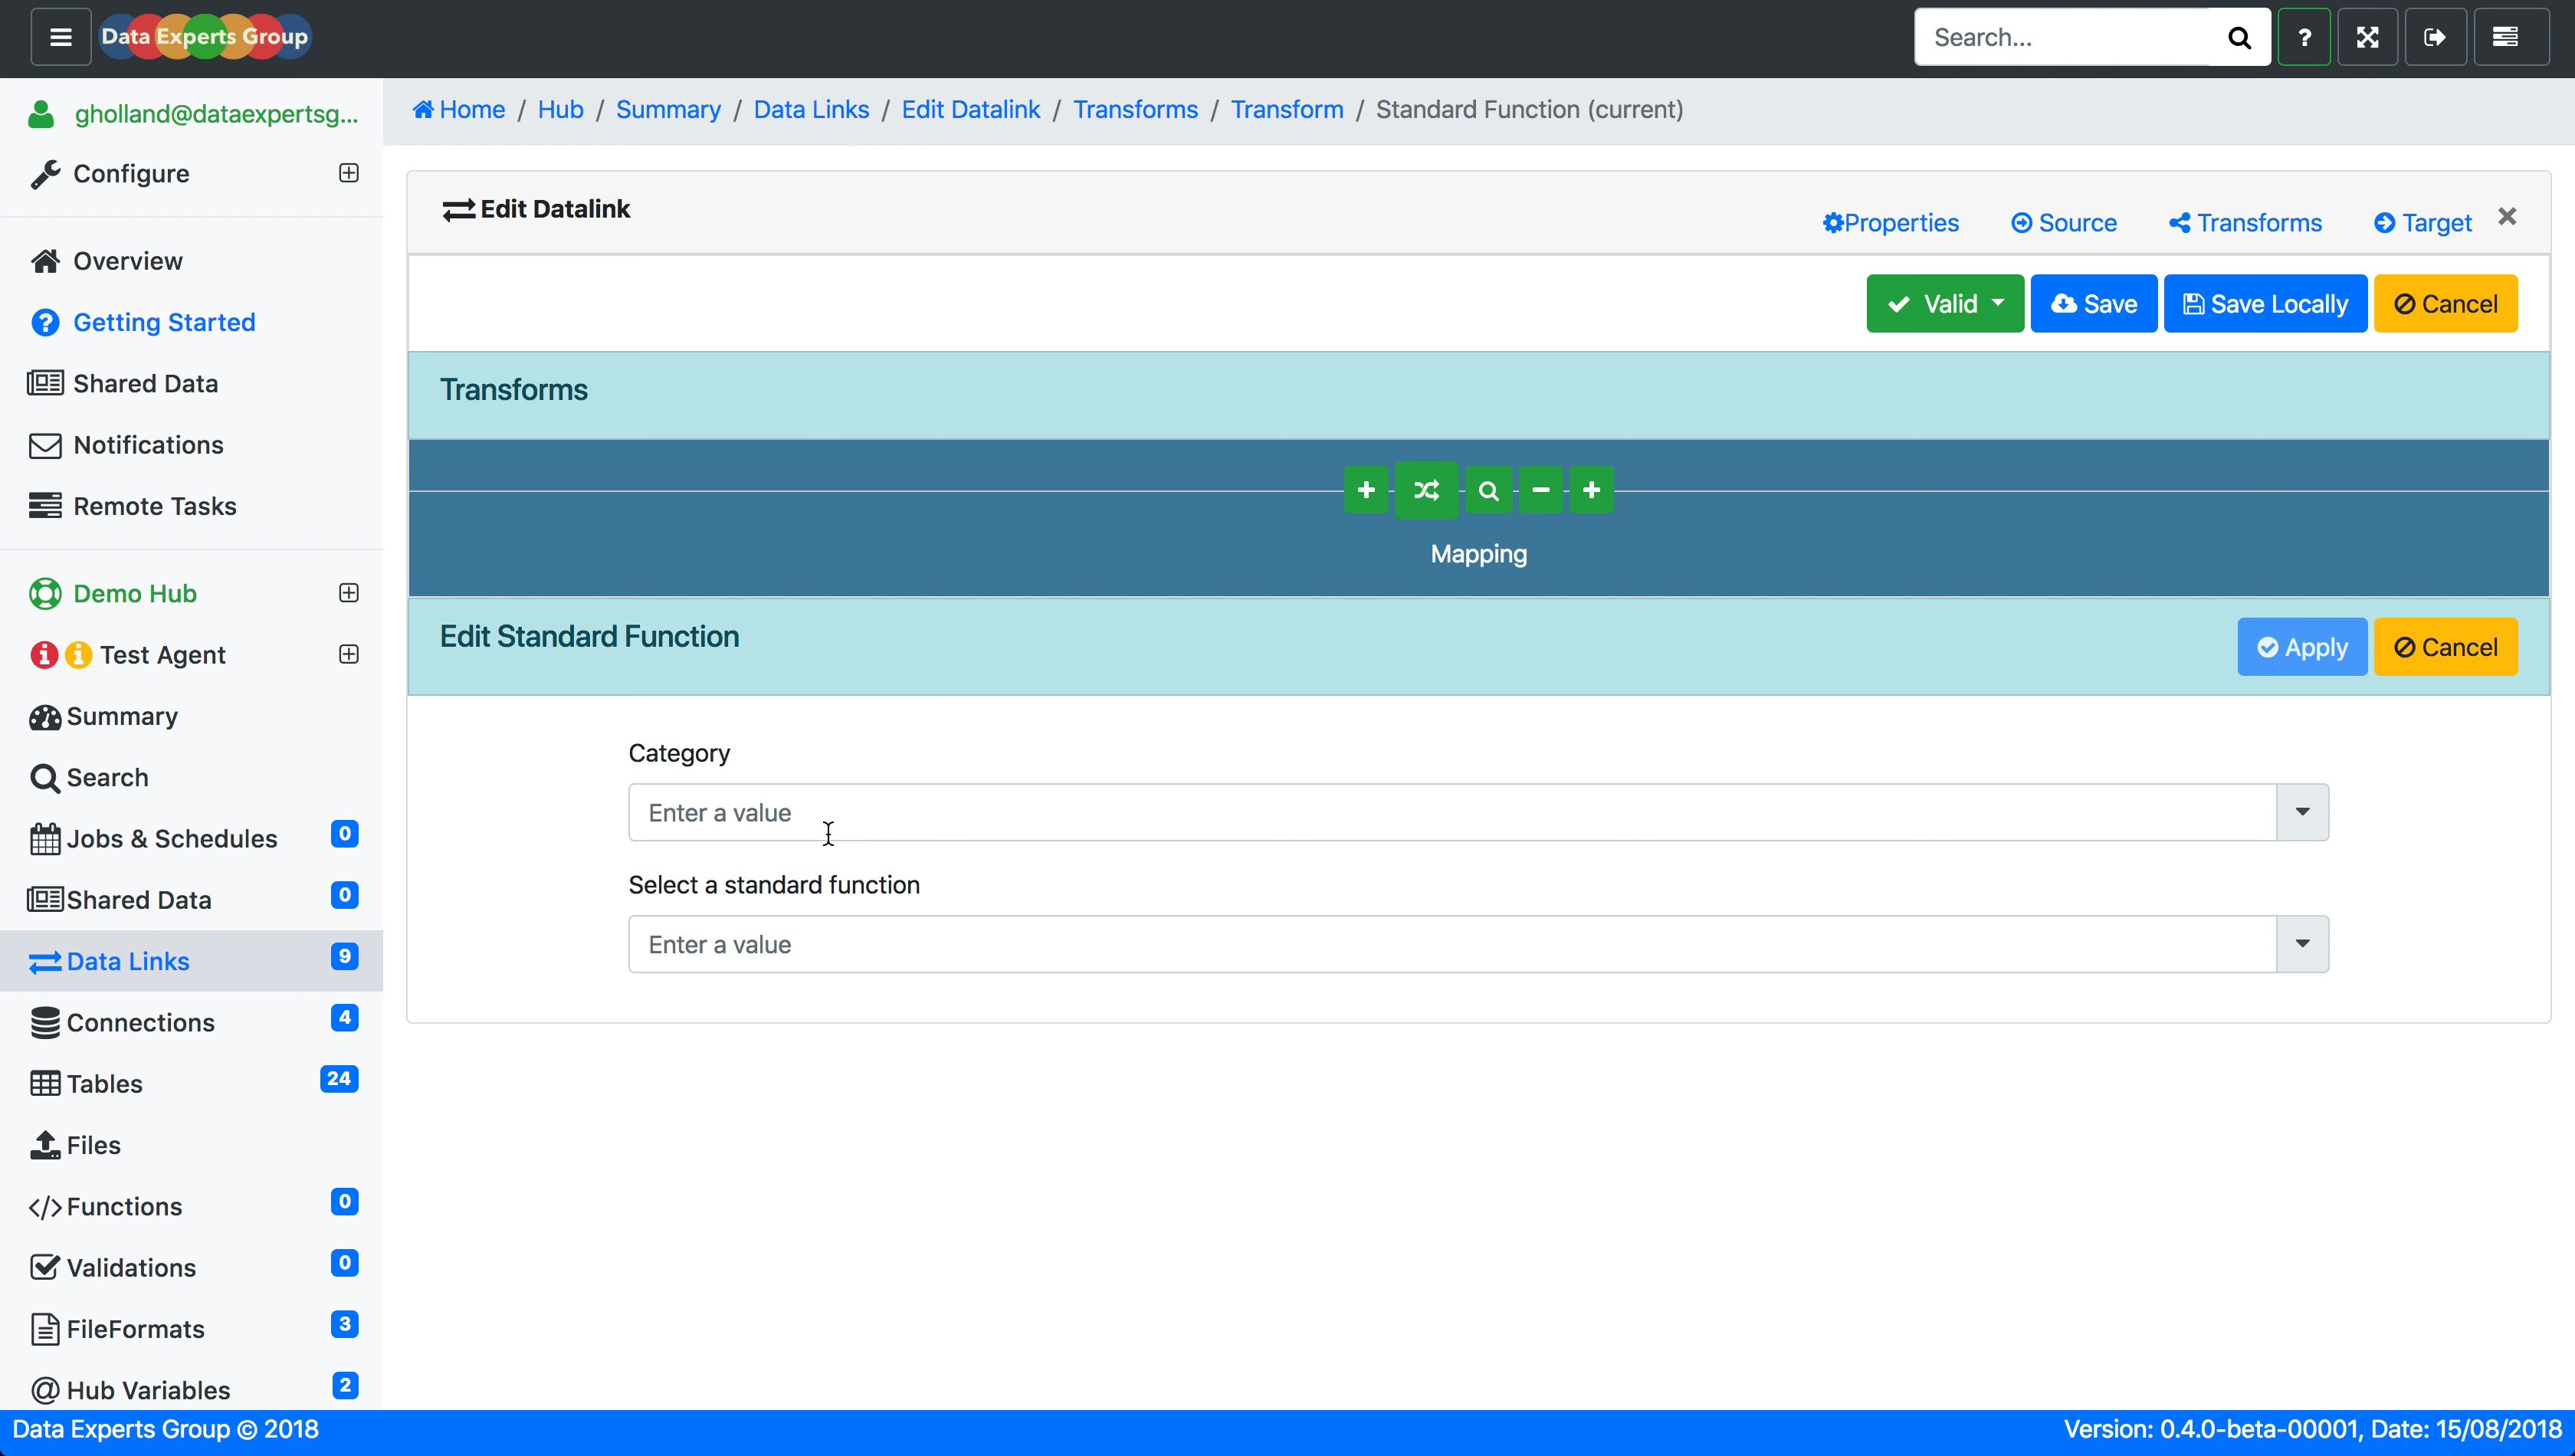 Data Experts Group
Search...
?
gholland@dataexpertsg...
Configure
Overview
Getting Started
Shared Data
Notifications
Remote Tasks
Demo Hub
Test Agent
Summary
Search
Jobs & Schedules 0
Shared Data 0
Data Links 9
Connections 4
Tables 24
Files
Functions 0
Validations 0
FileFormats 3
Hub Variables 2
Home / Hub / Summary / Data Links / Edit Datalink / Transforms / Transform / Standard Function (current)
Edit Datalink
Properties Source Transforms Target
Valid Save Save Locally Cancel
Transforms
Mapping
Edit Standard Function
Apply Cancel
Category
Enter a value
Select a standard function
Enter a value
Data Experts Group © 2018
Version: 0.4.0-beta-00001, Date: 15/08/2018